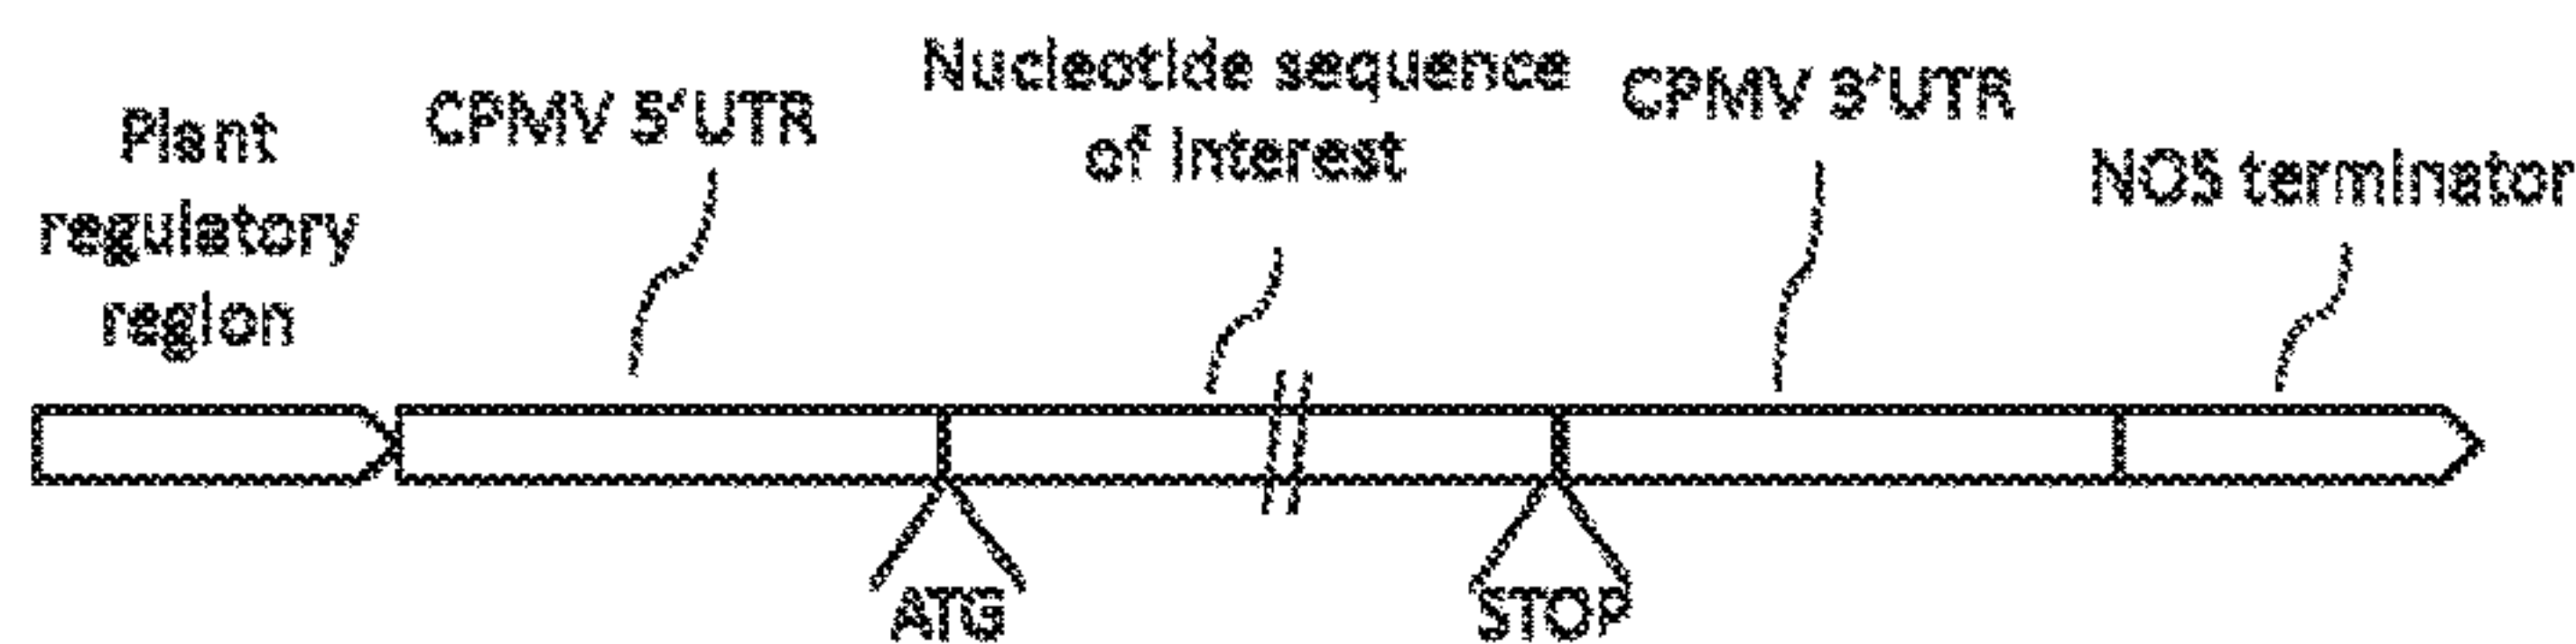 Plant
regulatory
region
CPMV 5'UTR
Nucleotide sequence
of interest
CPMV 3'UTR
NOS terminator
ATG
STOP